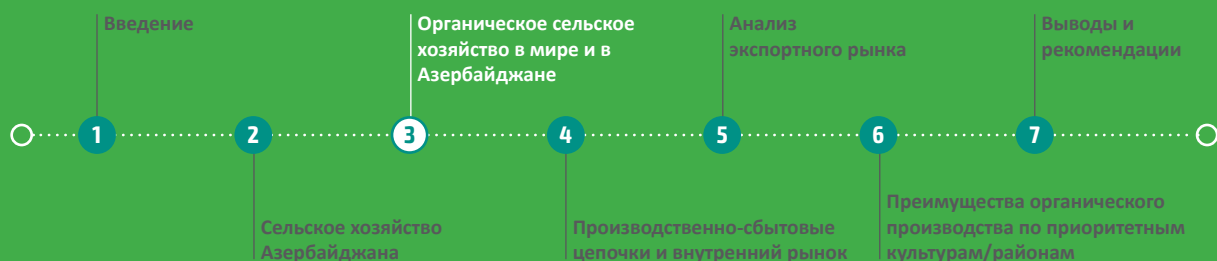 Введение
Органическое сельское
хозяйство в мире и в
Азербайджане
Анализ
экспортного рынка
Выводы и
рекомендации
1
2
3
4
5
6
7
Сельское хозяйство
Азербайджана
Производственно-сбытовые
цепочки и внутренний рынок
Преимущества органического
производства по приоритетным
культурам/районам